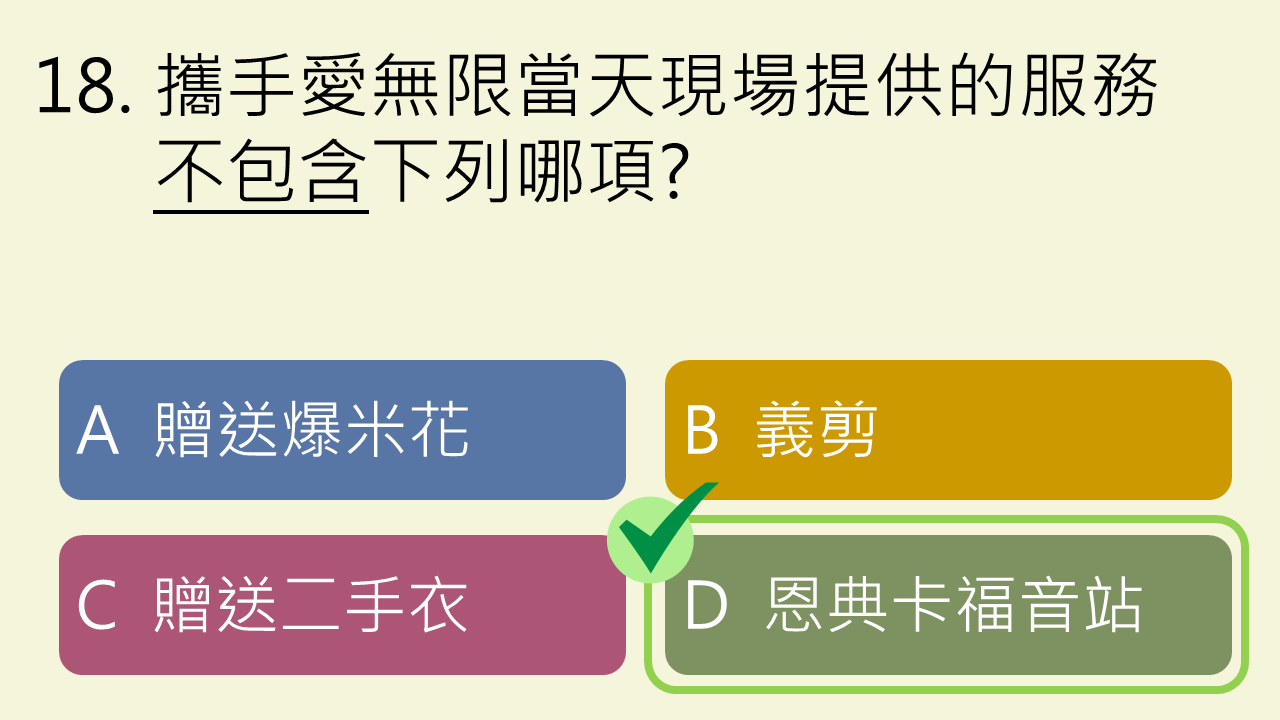 18. 攜手愛無限當天現場提供的服務
不包含下列哪項?
A 贈送爆米花
B 義剪
C 贈送二手衣
D 恩典卡福音站